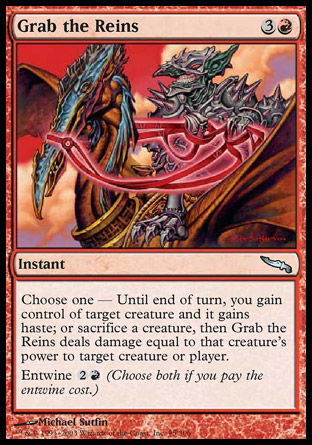 Grab the Reins 3
Instant
Choose one — Until end of turn, you gain
control of target creature and it gains
haste; or sacrifice a creature, then Grab the
Reins deals damage equal to that creature's
power to target creature or player.
Entwine 2 (Choose both if you pay the
entwine cost.)
Michael Sutfin